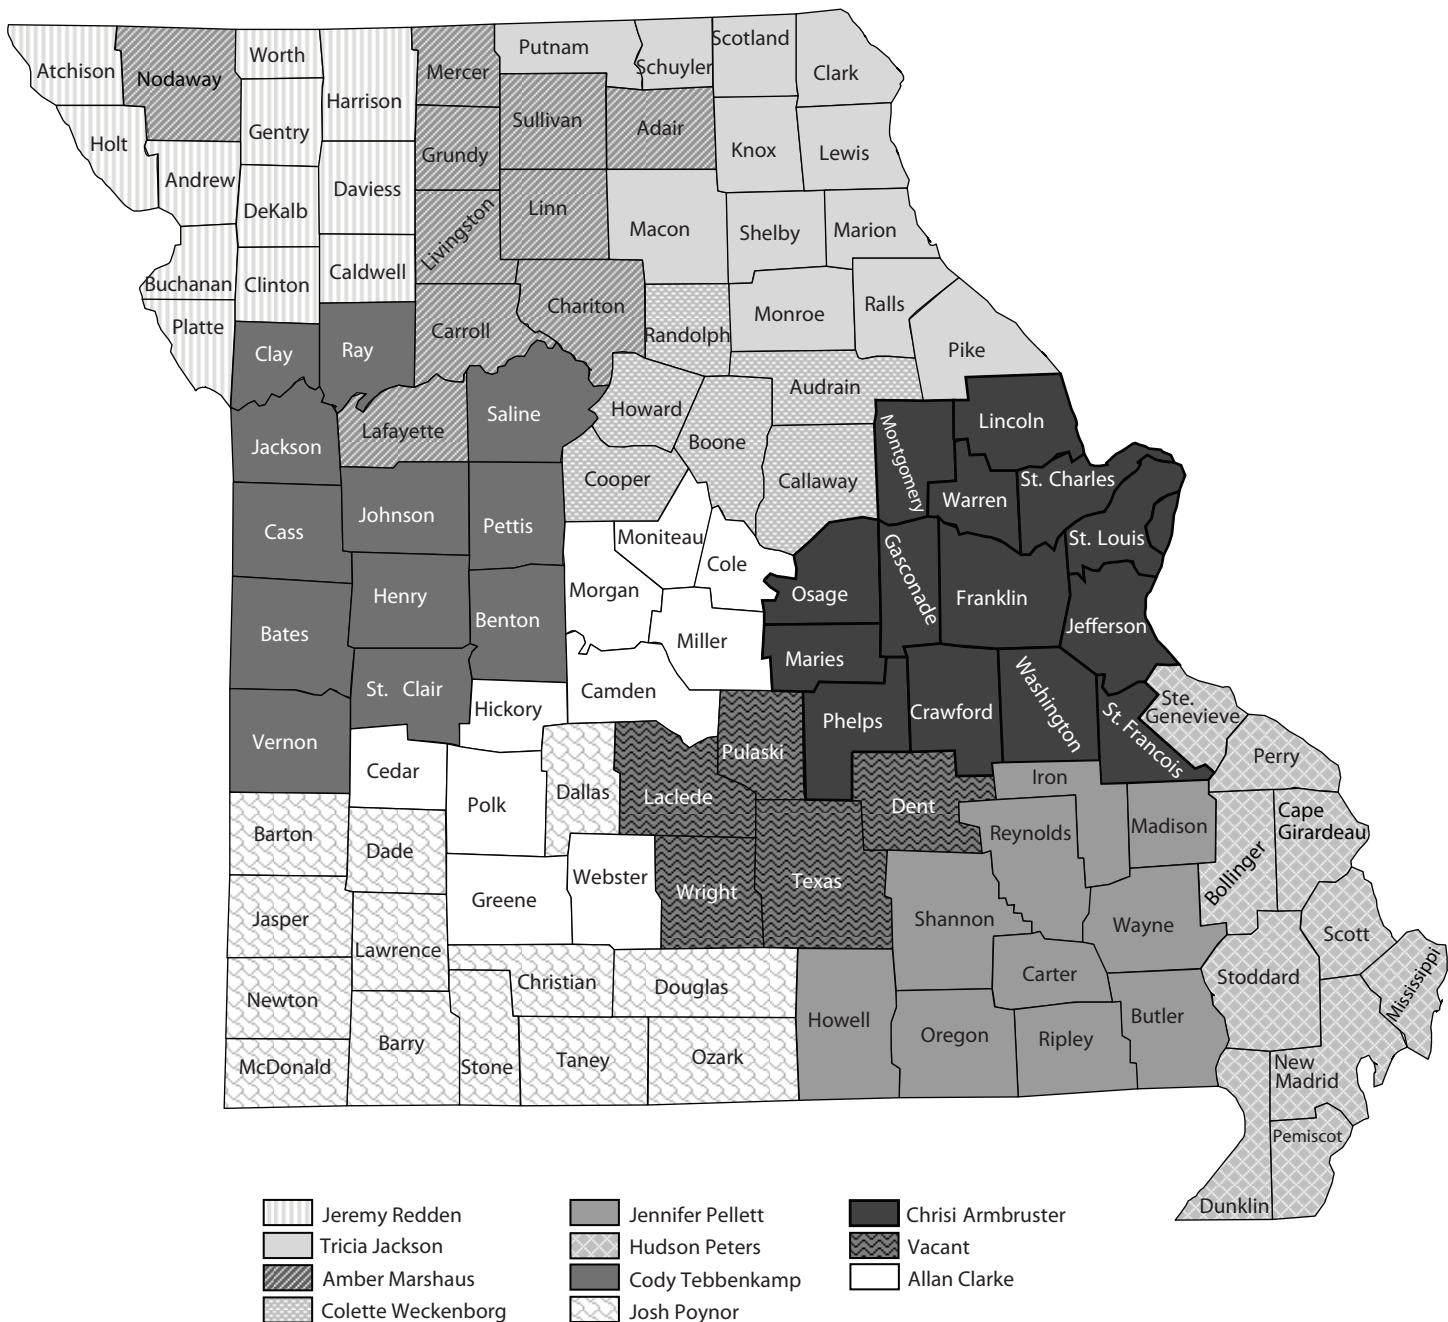 Worth
Scotland
Putnam
Schuyler
Atchison
Nodaway
Mercer
Clark
Harrison
Sullivan
Adair
Gentry
Holt
Grundy
Knox
Lewis
Andrew
Daviess
DeKalb
Linn
Livingston
Macon
Shelby
Marion
Buchanan
Clinton
Caldwell
Chariton
Ralls
Monroe
Platte
Carroll
Randolph
Clay
Ray
Pike
Audrain
Howard
Saline
Lincoln
Lafayette
Jackson
Boone
Montgomery
Cooper
Callaway
St. Charles
Warren
Johnson
Pettis
Cass
Moniteau
St. Louis
Cole
Morgan
Osage
Gasconade
Franklin
Henry
Benton
Jefferson
Bates
Miller
Maries
St. Clair
Camden
Washington
Ste.
Genevieve
Hickory
Phelps
Crawford
St. Francois
Vernon
Pulaski
Perry
Cedar
Iron
Dallas
Laclede
Polk
Dent
Cape
Girardeau
Barton
Reynolds
Madison
Dade
Webster
Wright
Texas
Bollinger
Greene
Jasper
Shannon
Wayne
Scott
Lawrence
Carter
Stoddard
Mississippi
Christian
Douglas
Newton
Howell
Butler
Oregon
Ripley
Barry
Stone
Taney
Ozark
McDonald
New
Madrid
Pemiscot
Dunklin
Jeremy Redden
Tricia Jackson
Amber Marshaus
Colette Weckenborg
Jennifer Pellett
Hudson Peters
Cody Tebbenkamp
Josh Poynor
Chrisi Armbruster
Vacant
Allan Clarke